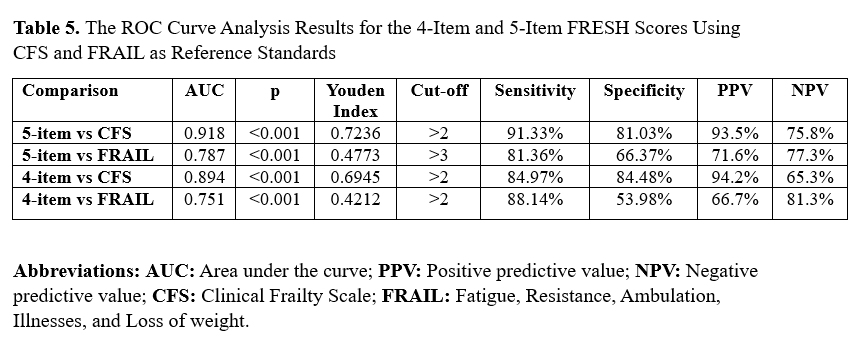 Table 5. The ROC Curve Analysis Results for the 4-Item and 5-Item FRESH Scores Using
CFS and FRAIL as Reference Standards
Comparison AUC p Youden Index Cut-off Sensitivity Specificity PPV NPV
5-item vs CFS 0.918 <0.001 0.7236 >2 91.33% 81.03% 93.5% 75.8%
5-item vs FRAIL 0.787 <0.001 0.4773 >3 81.36% 66.37% 71.6% 77.3%
4-item vs CFS 0.894 <0.001 0.6945 >2 84.97% 84.48% 94.2% 65.3%
4-item vs FRAIL 0.751 <0.001 0.4212 >2 88.14% 53.98% 66.7% 81.3%
Abbreviations: AUC: Area under the curve; PPV: Positive predictive value; NPV: Negative
predictive value; CFS: Clinical Frailty Scale; FRAIL: Fatigue, Resistance, Ambulation,
Illnesses, and Loss of weight.